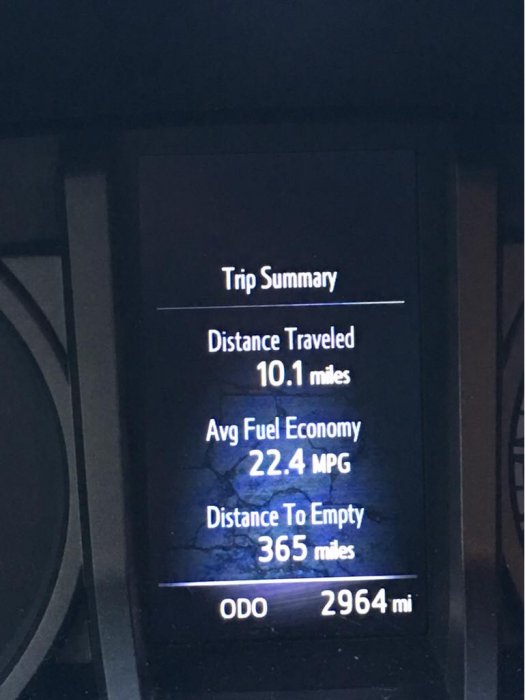 Trip Summary
Distance Traveled
10.1 miles
Avg Fuel Economy
22.4 MPG
Distance To Empty
365 miles
ODO 2964 mi